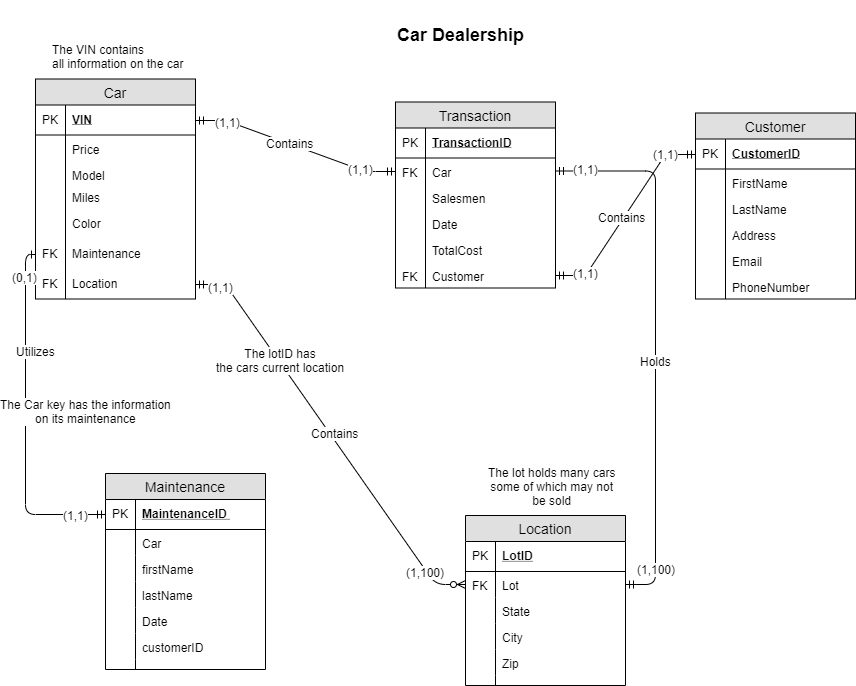 Car Dealership
The VIN contains
all information on the car
Car
PK VIN
Price
Model
Miles
Color
FK Maintenance
FK Location
(1,1)
Contains
(1,1)
Transaction
PK TransactionID
FK Car
Salesmen
Date
TotalCost
FK Customer
(1,1)
(1,1)
Contains
(1,1)
Customer
PK CustomerID
FirstName
LastName
Address
Email
PhoneNumber
(0,1)
(1,1)
Utilizes
The lotID has
the cars current location
Holds
The Car key has the information
on its maintenance
Contains
Maintenance
(1,1)
PK MaintenanceID
Car
firstName
lastName
Date
customerID
The lot holds many cars
some of which may not
be sold
Location
PK LotID
(1,100)
(1,100)
FK Lot
State
City
Zip